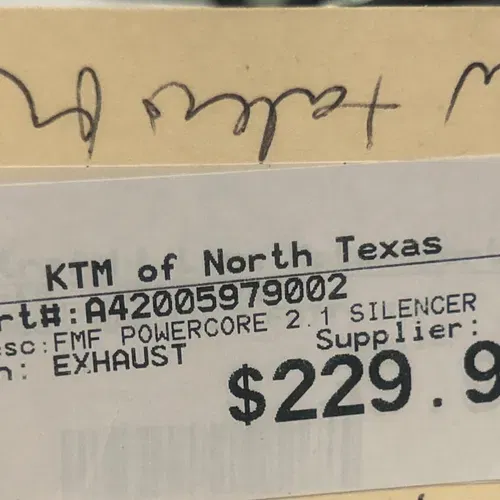 KTM of North Texas
rt#:A42005979002
sc:FMF POWERCORE 2.1 SILENCER
n: EXHAUST Supplier:
$229.9